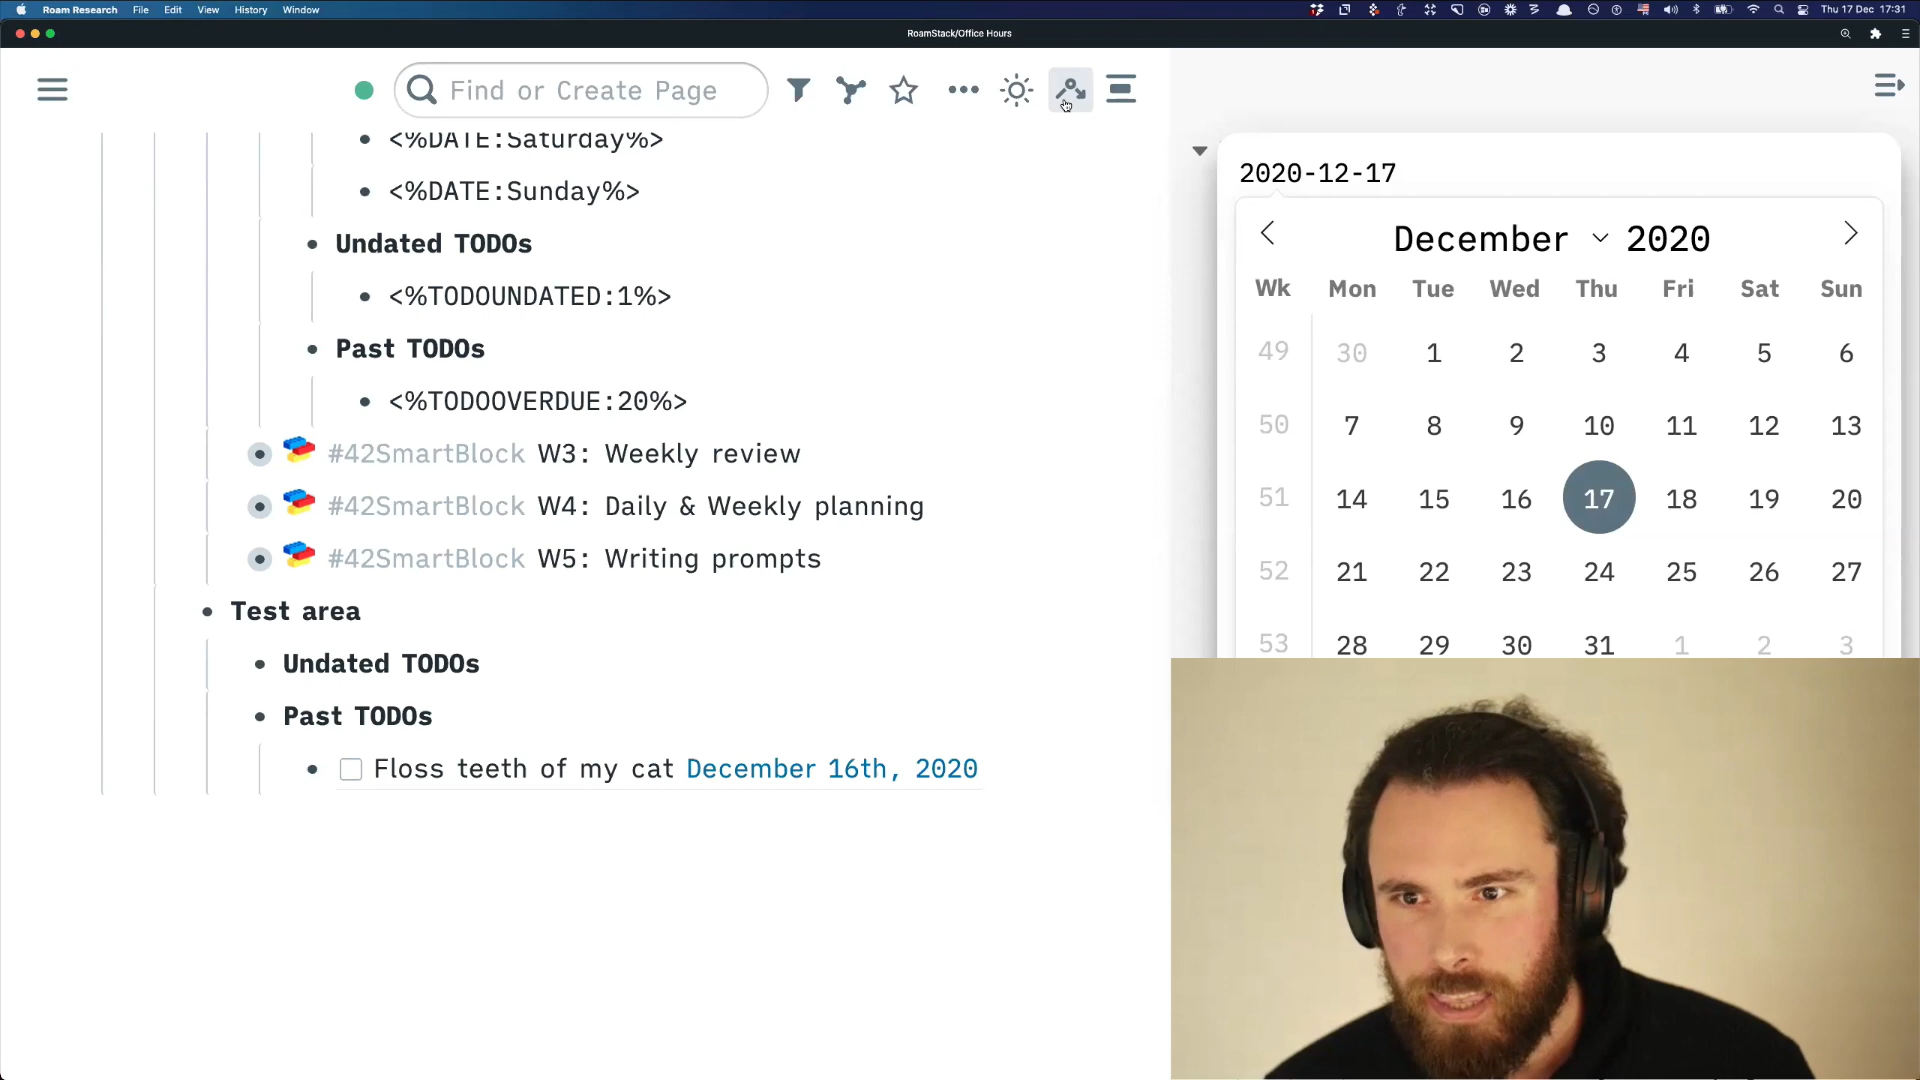 Roam Research File Edit View History Window
Thu 17 Dec 17:31
RoamStack/Office Hours
Find or Create Page
<%DATE:Saturday%>
<%DATE:Sunday%>
Undated TODOs
<%TODOUNDATED:1%>
Past TODOs
<%TODOOVERDUE:20%>
#42SmartBlock W3: Weekly review
#42SmartBlock W4: Daily & Weekly planning
#42SmartBlock W5: Writing prompts
Test area
Undated TODOs
Past TODOs
Floss teeth of my cat December 16th, 2020
2020-12-17
December 2020
Wk Mon Tue Wed Thu Fri Sat Sun
49 30 1 2 3 4 5 6
50 7 8 9 10 11 12 13
51 14 15 16 17 18 19 20
52 21 22 23 24 25 26 27
53 28 29 30 31 1 2 3